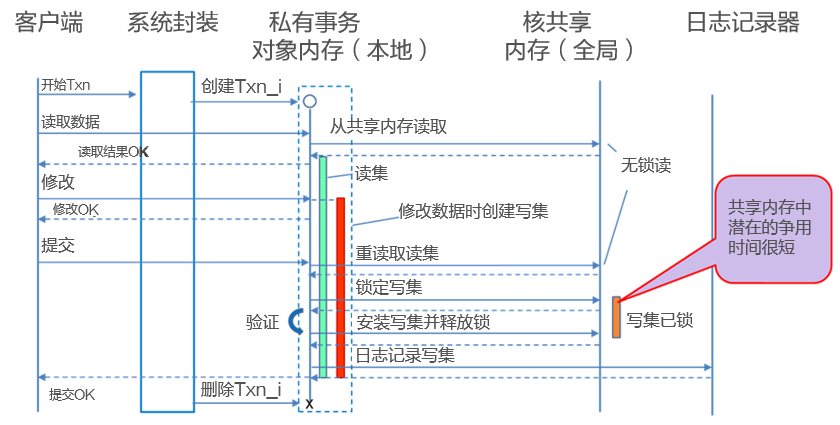 客户端
系统封装
私有事务
对象内存（本地）
核共享
内存（全局）
日志记录器
开始Txn
创建Txn_i
读取数据
从共享内存读取
读取结果OK
无锁读
读集
修改
修改OK
修改数据时创建写集
共享内存中
潜在的争用
时间很短
提交
重读取读集
锁定写集
验证
安装写集并释放锁
写集已锁
日志记录写集
提交OK
删除Txn_i
X